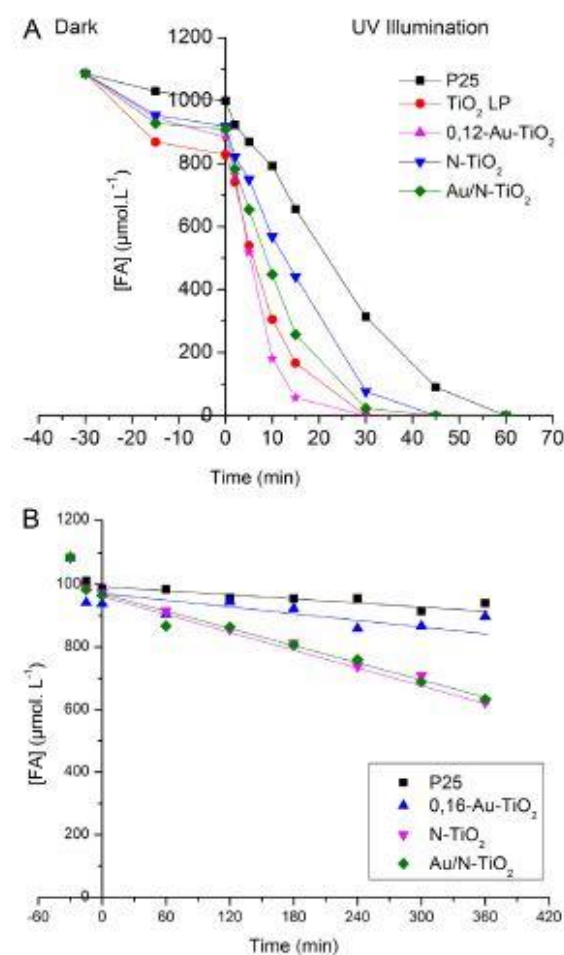 A Dark UV Illumination
1200
1000
800
600
400
200
0
[FA] (µmol.L⁻¹)
P25
TiO₂ LP
0,12-Au-TiO₂
N-TiO₂
Au/N-TiO₂
-40 -30 -20 -10 0 10 20 30 40 50 60 70
Time (min)
B
1200
1000
800
600
400
200
0
[FA] (µmol. L⁻¹)
P25
0,16-Au-TiO₂
N-TiO₂
Au/N-TiO₂
-60 0 60 120 180 240 300 360 420
Time (min)